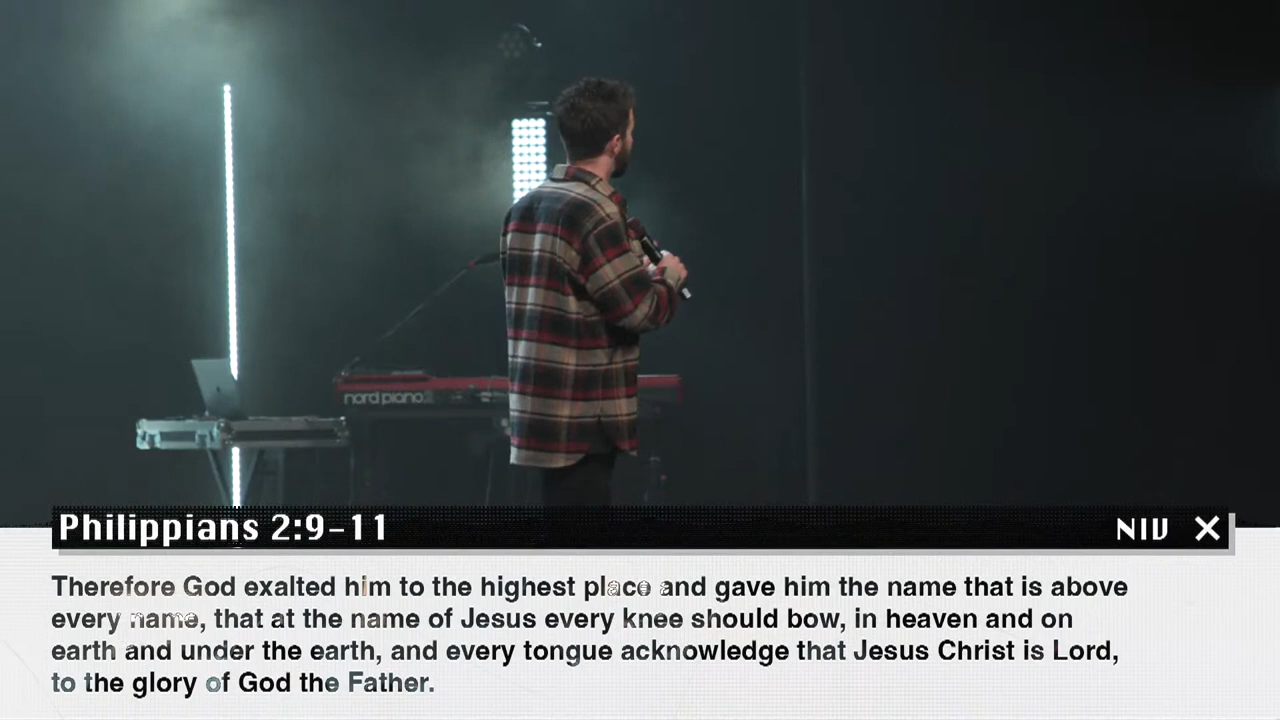 nord piano
Philippians 2:9-11
NIV
Therefore God exalted him to the highest place and gave him the name that is above
every name, that at the name of Jesus every knee should bow, in heaven and on
earth and under the earth, and every tongue acknowledge that Jesus Christ is Lord,
to the glory of God the Father.